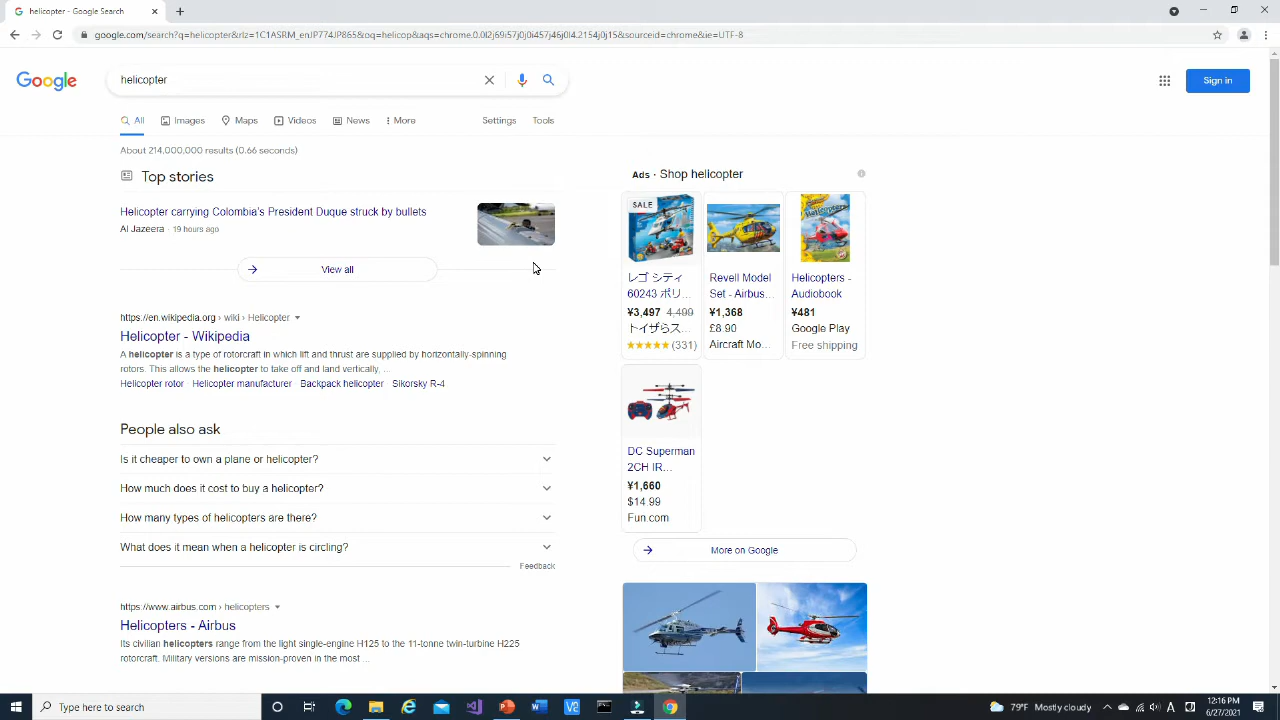 helicopter - Google Search
google.com/search?q=helicopter&rlz=1C1ASRM_enJP774JP865&oq=helicop&aqs=chrome.0.0l2j69i57j0j0i457j46j0l4.2154j0j15&sourceid=chrome&ie=UTF-8
Google
helicopter
Sign in
All
Images
Maps
Videos
News
More
Settings
Tools
About 214,000,000 results (0.66 seconds)
Top stories
Helicopter carrying Colombia's President Duque struck by bullets
Al Jazeera · 19 hours ago
View all
https://en.wikipedia.org › wiki › Helicopter
Helicopter - Wikipedia
A helicopter is a type of rotorcraft in which lift and thrust are supplied by horizontally-spinning
rotors. This allows the helicopter to take off and land vertically, ...
Helicopter rotor · Helicopter manufacturer · Backpack helicopter · Sikorsky R-4
People also ask
Is it cheaper to own a plane or helicopter?
How much does it cost to buy a helicopter?
How many types of helicopters are there?
What does it mean when a helicopter is circling?
Feedback
https://www.airbus.com › helicopters
Helicopters - Airbus
Its civilian helicopters range from the light single-engine H125 to the 11-tonne twin-turbine H225
rotorcraft. Military versions are mission-proven in the most ...
Ads · Shop helicopter
SALE
レゴ シティ
60243 ポリ...
¥3,497 4,499
トイザらス...
★★★★★ (331)
Revell Model
Set - Airbus...
¥1,368
£8.90
Aircraft Mo...
Helicopters
Helicopters -
Audiobook
¥481
Google Play
Free shipping
DC Superman
2CH IR...
¥1,660
$14.99
Fun.com
More on Google
Type here to search
79°F Mostly cloudy
A
12:16 PM
6/27/2021